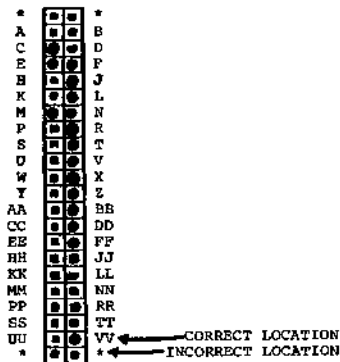 * *
A B
C D
E F
H J
K L
M N
P R
S T
U V
W X
Y Z
AA BB
CC DD
EE FF
HH JJ
KK LL
MM NN
PP RR
SS TT
UU VV CORRECT LOCATION
* * INCORRECT LOCATION